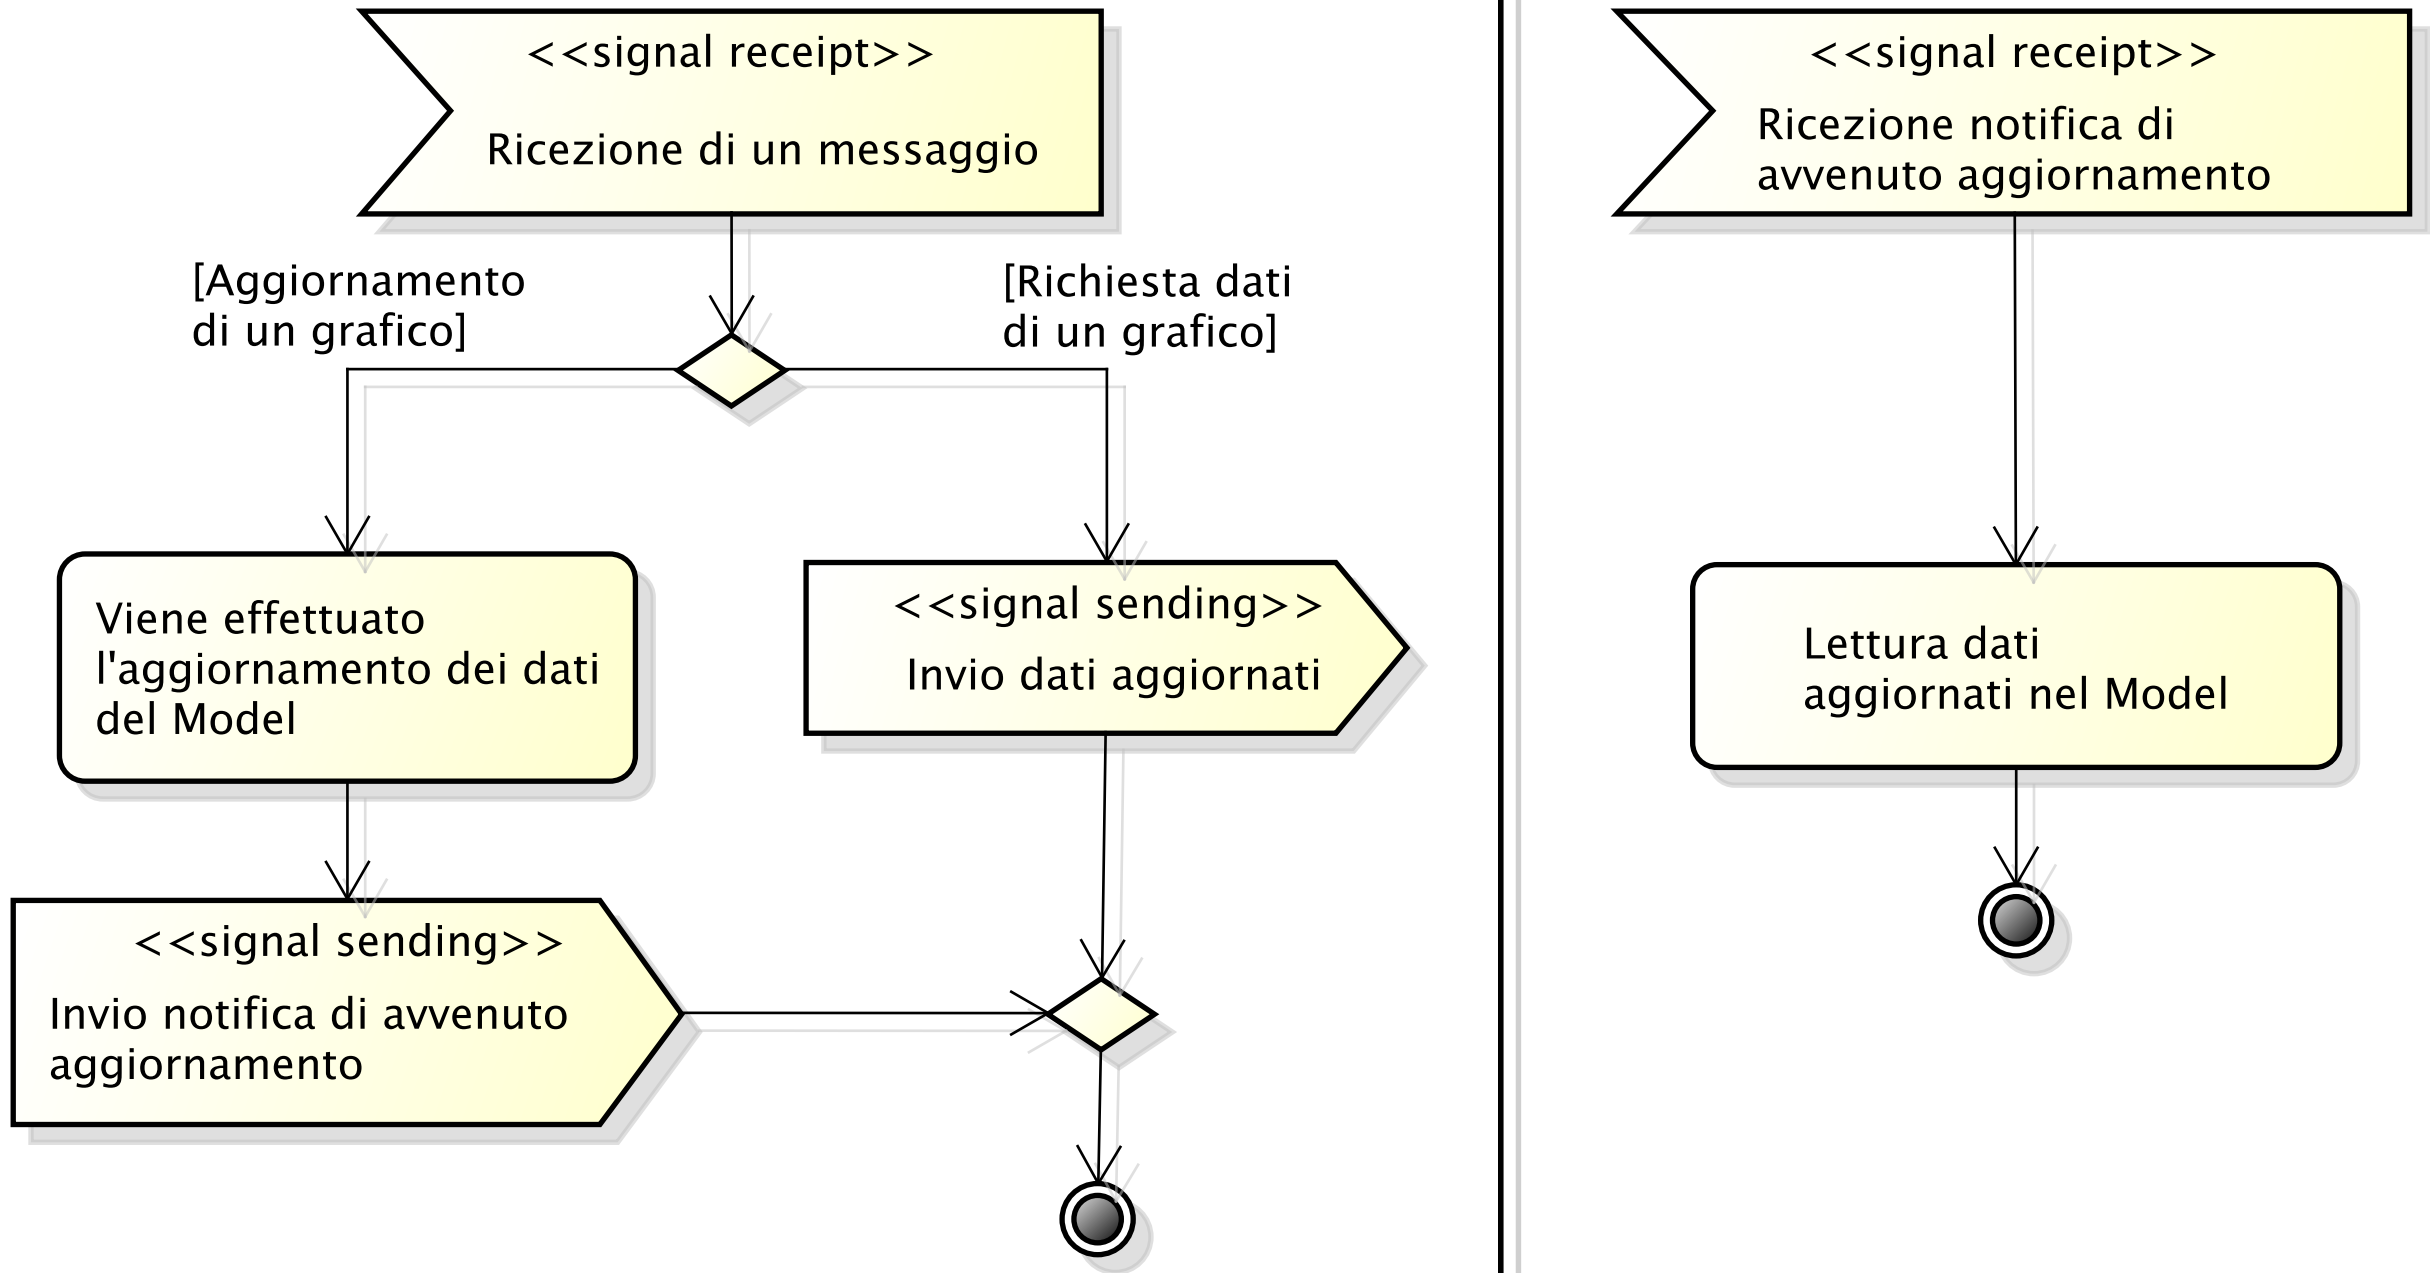 <<signal receipt>>
Ricezione di un messaggio
[Aggiornamento
di un grafico]
[Richiesta dati
di un grafico]
Viene effettuato
l'aggiornamento dei dati
del Model
<<signal sending>>
Invio dati aggiornati
<<signal sending>>
Invio notifica di avvenuto
aggiornamento
<<signal receipt>>
Ricezione notifica di
avvenuto aggiornamento
Lettura dati
aggiornati nel Model